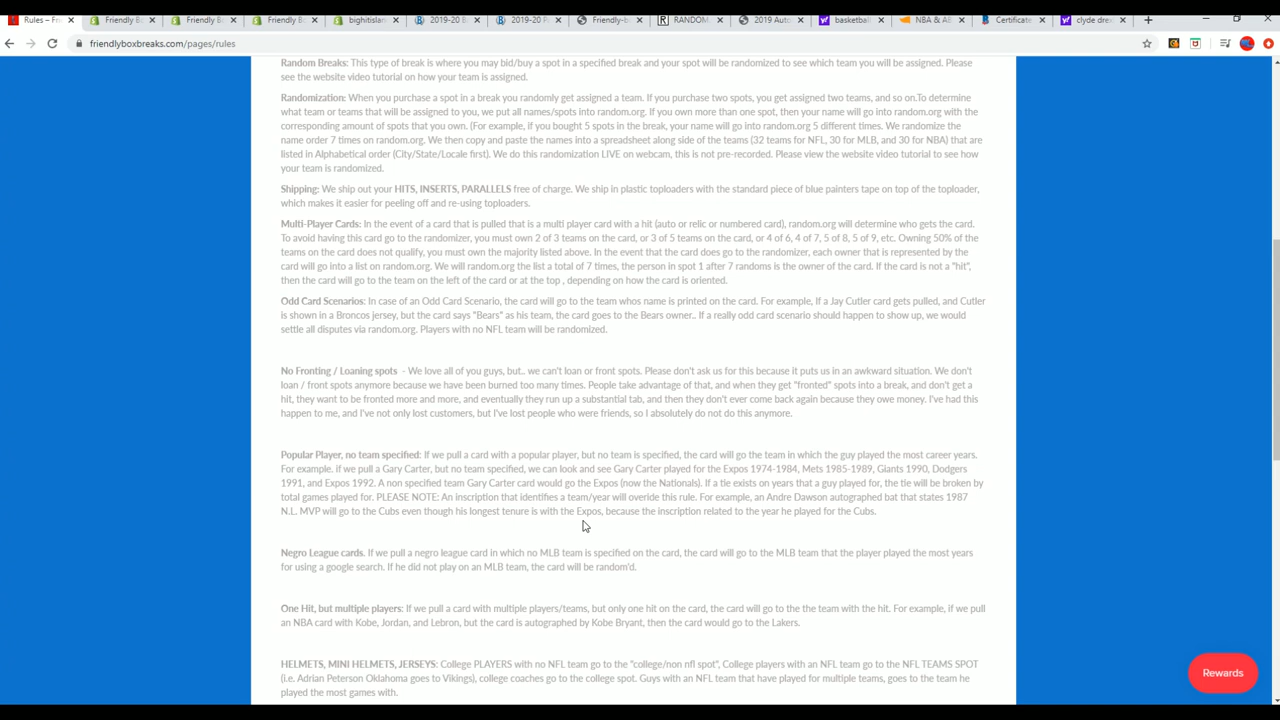 Rules – Fri
Friendly Bo
Friendly Bo
Friendly Bo
bighitislan
2019-20 B
2019-20 P
Friendly-b
RANDOM
2019 Auto
basketball
NBA & AB
Certificate
clyde drex
friendlyboxbreaks.com/pages/rules
Random Breaks: This type of break is where you may bid/buy a spot in a specified break and your spot will be randomized to see which team you will be assigned. Please
see the website video tutorial on how your team is assigned.
Randomization: When you purchase a spot in a break you randomly get assigned a team. If you purchase two spots, you get assigned two teams, and so on.To determine
what team or teams that will be assigned to you, we put all names/spots into random.org. If you own more than one spot, then your name will go into random.org with the
corresponding amount of spots that you own. (For example, if you bought 5 spots in the break, your name will go into random.org 5 different times. We randomize the
name order 7 times on random.org. We then copy and paste the names into a spreadsheet along side of the teams (32 teams for NFL, 30 for MLB, and 30 for NBA) that are
listed in Alphabetical order (City/State/Locale first). We do this randomization LIVE on webcam, this is not pre-recorded. Please view the website video tutorial to see how
your team is randomized.
Shipping: We ship out your HITS, INSERTS, PARALLELS free of charge. We ship in plastic toploaders with the standard piece of blue painters tape on top of the toploader,
which makes it easier for peeling off and re-using toploaders.
Multi-Player Cards: In the event of a card that is pulled that is a multi player card with a hit (auto or relic or numbered card), random.org will determine who gets the card.
To avoid having this card go to the randomizer, you must own 2 of 3 teams on the card, or 3 of 5 teams on the card, or 4 of 6, 4 of 7, 5 of 8, 5 of 9, etc. Owning 50% of the
teams on the card does not qualify, you must own the majority listed above. In the event that the card does go to the randomizer, each owner that is represented by the
card will go into a list on random.org. We will random.org the list a total of 7 times, the person in spot 1 after 7 randoms is the owner of the card. If the card is not a "hit",
then the card will go to the team on the left of the card or at the top , depending on how the card is oriented.
Odd Card Scenarios: In case of an Odd Card Scenario, the card will go to the team whos name is printed on the card. For example, If a Jay Cutler card gets pulled, and Cutler
is shown in a Broncos jersey, but the card says "Bears" as his team, the card goes to the Bears owner.. If a really odd card scenario should happen to show up, we would
settle all disputes via random.org. Players with no NFL team will be randomized.
No Fronting / Loaning spots - We love all of you guys, but.. we can't loan or front spots. Please don't ask us for this because it puts us in an awkward situation. We don't
loan / front spots anymore because we have been burned too many times. People take advantage of that, and when they get "fronted" spots into a break, and don't get a
hit, they want to be fronted more and more, and eventually they run up a substantial tab, and then they don't ever come back again because they owe money. I've had this
happen to me, and I've not only lost customers, but I've lost people who were friends, so I absolutely do not do this anymore.
Popular Player, no team specified: If we pull a card with a popular player, but no team is specified, the card will go the team in which the guy played the most career years.
For example. if we pull a Gary Carter, but no team specified, we can look and see Gary Carter played for the Expos 1974-1984, Mets 1985-1989, Giants 1990, Dodgers
1991, and Expos 1992. A non specified team Gary Carter card would go the Expos (now the Nationals). If a tie exists on years that a guy played for, the tie will be broken by
total games played for. PLEASE NOTE: An inscription that identifies a team/year will overide this rule. For example, an Andre Dawson autographed bat that states 1987
N.L. MVP will go to the Cubs even though his longest tenure is with the Expos, because the inscription related to the year he played for the Cubs.
Negro League cards. If we pull a negro league card in which no MLB team is specified on the card, the card will go to the MLB team that the player played the most years
for using a google search. If he did not play on an MLB team, the card will be random'd.
One Hit, but multiple players: If we pull a card with multiple players/teams, but only one hit on the card, the card will go to the the team with the hit. For example, if we pull
an NBA card with Kobe, Jordan, and Lebron, but the card is autographed by Kobe Bryant, then the card would go to the Lakers.
HELMETS, MINI HELMETS, JERSEYS: College PLAYERS with no NFL team go to the "college/non nfl spot", College players with an NFL team go to the NFL TEAMS SPOT
(i.e. Adrian Peterson Oklahoma goes to Vikings), college coaches go to the college spot. Guys with an NFL team that have played for multiple teams, goes to the team he
played the most games with.
Rewards